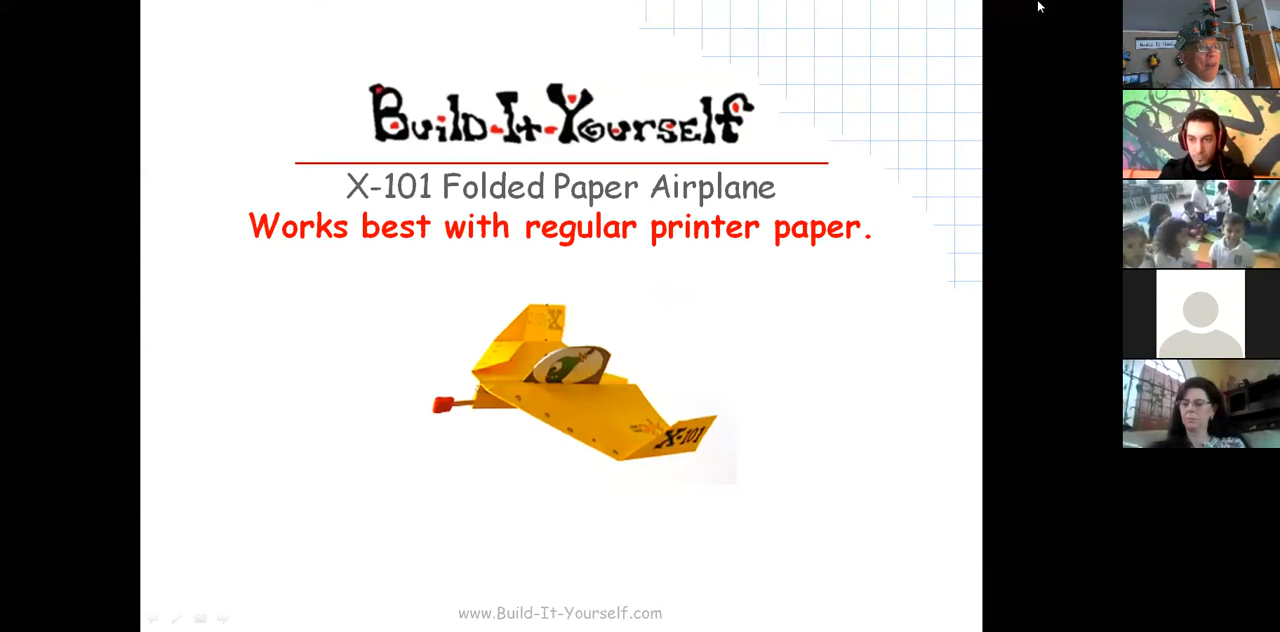 Build-It-Yourself
X-101 Folded Paper Airplane
Works best with regular printer paper.
X
X-101
www.Build-It-Yourself.com